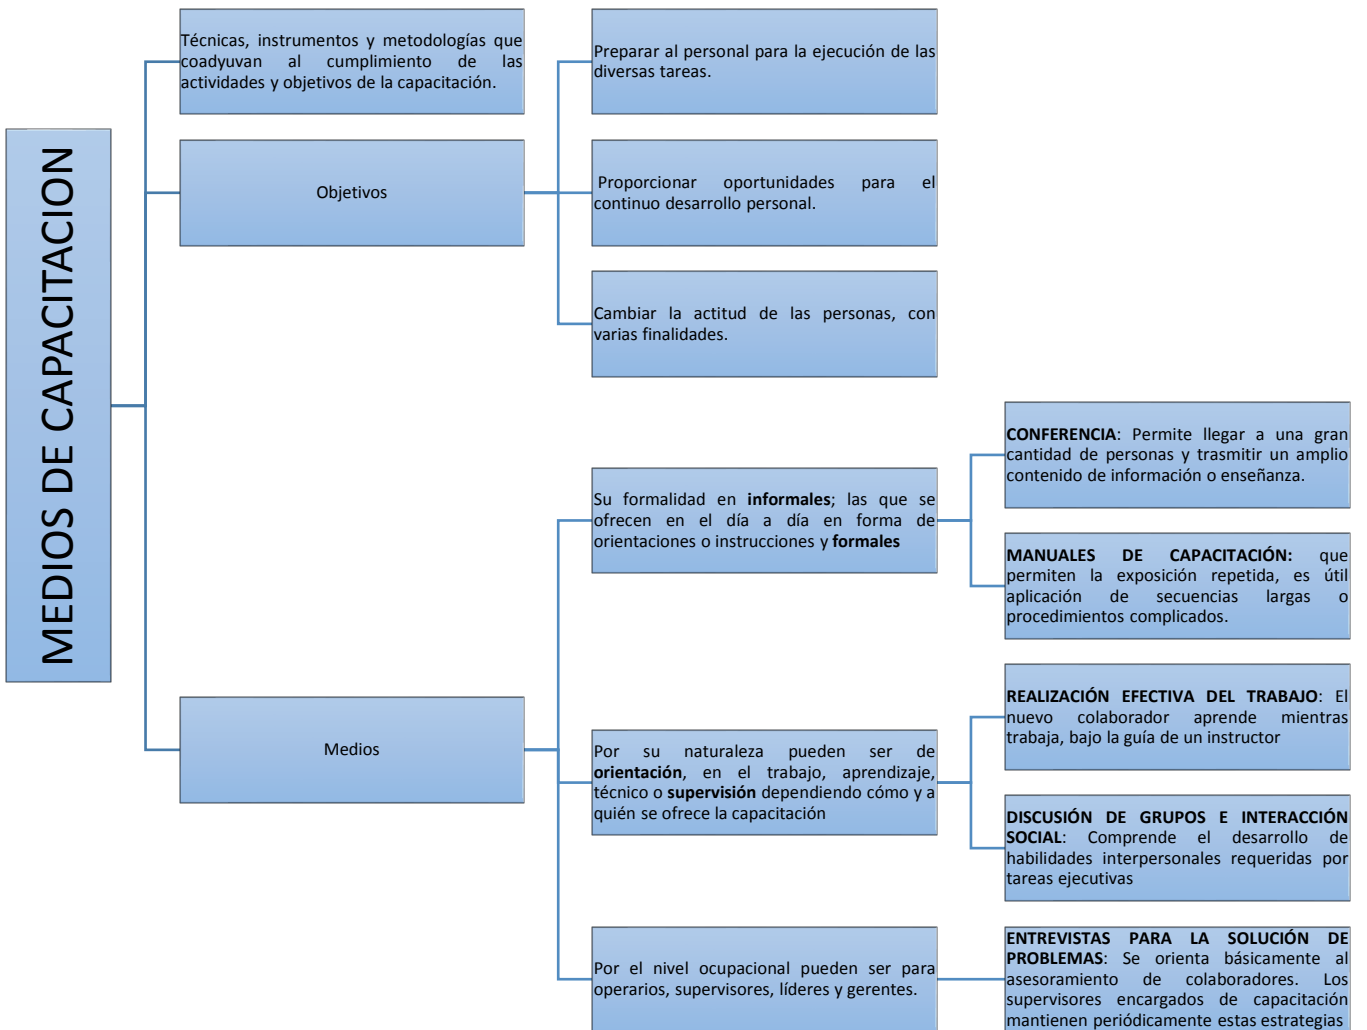 MEDIOS DE CAPACITACION
Técnicas, instrumentos y metodologías que
coadyuvan al cumplimiento de las
actividades y objetivos de la capacitación.
Objetivos
Preparar al personal para la ejecución de las
diversas tareas.
Proporcionar oportunidades para el
continuo desarrollo personal.
Cambiar la actitud de las personas, con
varias finalidades.
Medios
Su formalidad en informales; las que se
ofrecen en el día a día en forma de
orientaciones o instrucciones y formales
CONFERENCIA: Permite llegar a una gran
cantidad de personas y trasmitir un amplio
contenido de información o enseñanza.
MANUALES DE CAPACITACIÓN: que
permiten la exposición repetida, es útil
aplicación de secuencias largas o
procedimientos complicados.
Por su naturaleza pueden ser de
orientación, en el trabajo, aprendizaje,
técnico o supervisión dependiendo cómo y a
quién se ofrece la capacitación
REALIZACIÓN EFECTIVA DEL TRABAJO: El
nuevo colaborador aprende mientras
trabaja, bajo la guía de un instructor
DISCUSIÓN DE GRUPOS E INTERACCIÓN
SOCIAL: Comprende el desarrollo de
habilidades interpersonales requeridas por
tareas ejecutivas
Por el nivel ocupacional pueden ser para
operarios, supervisores, líderes y gerentes.
ENTREVISTAS PARA LA SOLUCIÓN DE
PROBLEMAS: Se orienta básicamente al
asesoramiento de colaboradores. Los
supervisores encargados de capacitación
mantienen periódicamente estas estrategias